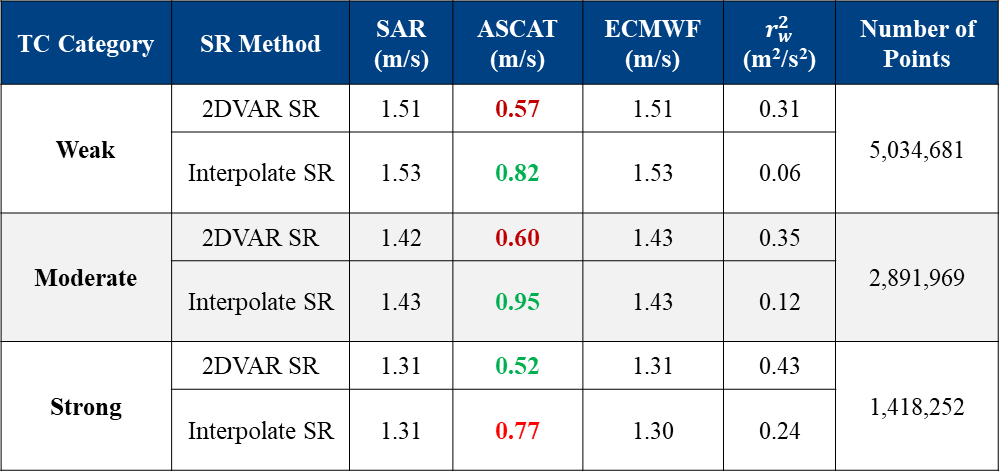 TC Category SR Method SAR (m/s) ASCAT (m/s) ECMWF (m/s) r_w^2 (m²/s²) Number of Points
Weak 2DVAR SR 1.51 0.57 1.51 0.31 5,034,681
Interpolate SR 1.53 0.82 1.53 0.06
Moderate 2DVAR SR 1.42 0.60 1.43 0.35 2,891,969
Interpolate SR 1.43 0.95 1.43 0.12
Strong 2DVAR SR 1.31 0.52 1.31 0.43 1,418,252
Interpolate SR 1.31 0.77 1.30 0.24